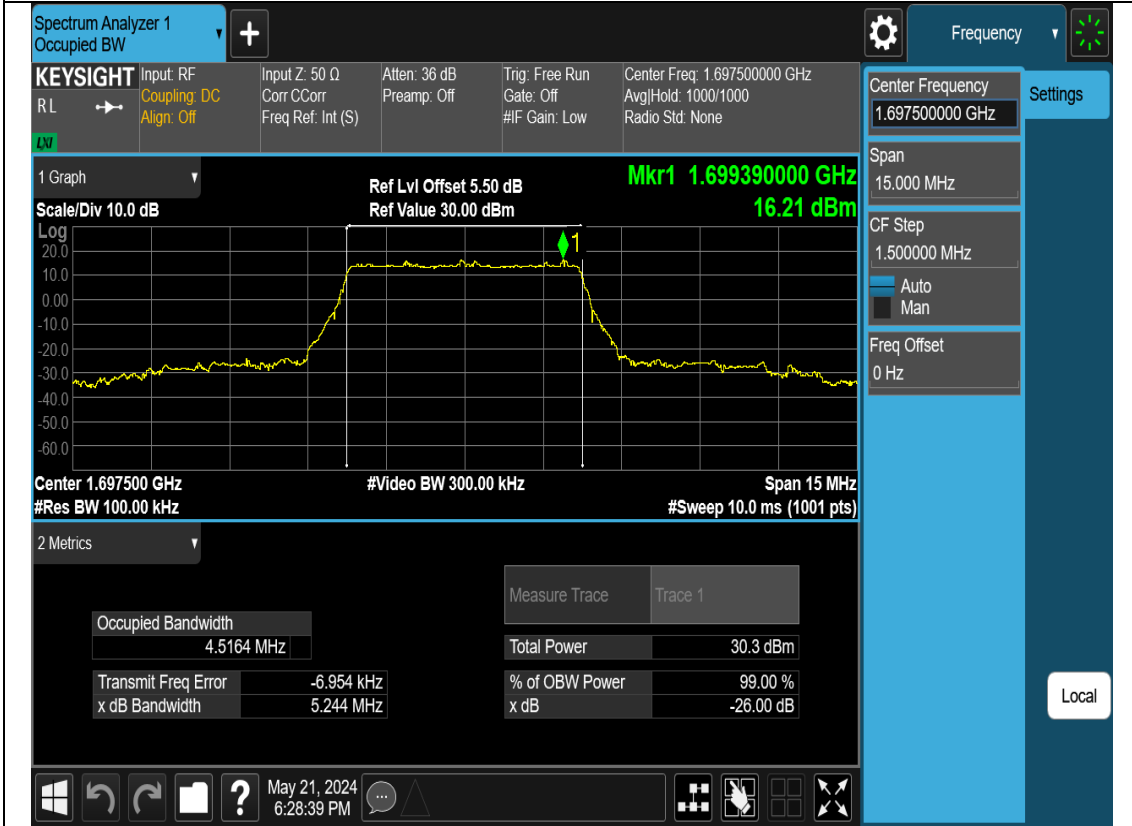 Spectrum Analyzer 1
Occupied BW
+
Frequency
KEYSIGHT
RL
LXI
Input: RF
Coupling: DC
Align: Off
Input Z: 50 Ω
Corr CCorr
Freq Ref: Int (S)
Atten: 36 dB
Preamp: Off
Trig: Free Run
Gate: Off
#IF Gain: Low
Center Freq: 1.697500000 GHz
Avg|Hold: 1000/1000
Radio Std: None
Center Frequency
1.697500000 GHz
Settings
Span
15.000 MHz
CF Step
1.500000 MHz
Auto
Man
Freq Offset
0 Hz
Local
1 Graph
Scale/Div 10.0 dB
Ref Lvl Offset 5.50 dB
Ref Value 30.00 dBm
Mkr1 1.699390000 GHz
16.21 dBm
Log
1
20.0
10.0
0.00
-10.0
-20.0
-30.0
-40.0
-50.0
-60.0
Center 1.697500 GHz
#Res BW 100.00 kHz
#Video BW 300.00 kHz
Span 15 MHz
#Sweep 10.0 ms (1001 pts)
2 Metrics
Measure Trace Trace 1
Occupied Bandwidth
4.5164 MHz
Total Power 30.3 dBm
Transmit Freq Error -6.954 kHz
% of OBW Power 99.00 %
x dB Bandwidth 5.244 MHz
x dB -26.00 dB
?
May 21, 2024
6:28:39 PM